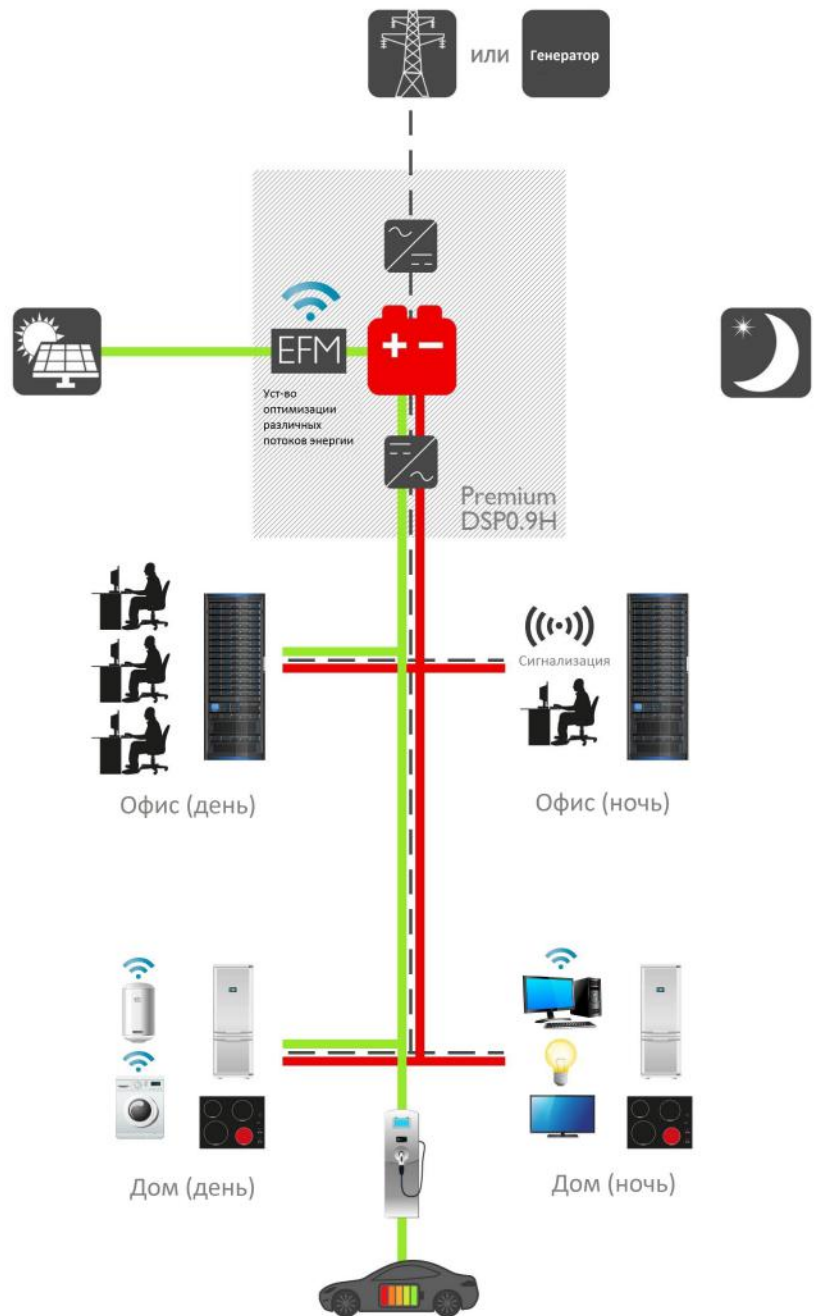 или
Генератор
EFM
Уст-во
оптимизации
различных
потоков энергии
Premium
DSP0.9H
Сигнализация
Офис (день)
Офис (ночь)
Дом (день)
Дом (ночь)